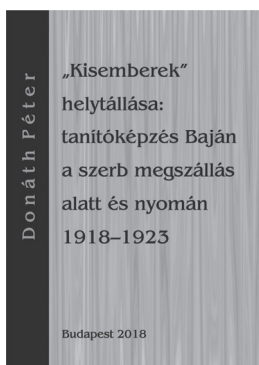 Donáth Péter
„Kisemberek”
helytállása:
tanítóképzés Baján
a szerb megszállás
alatt és nyomán
1918–1923
Budapest 2018